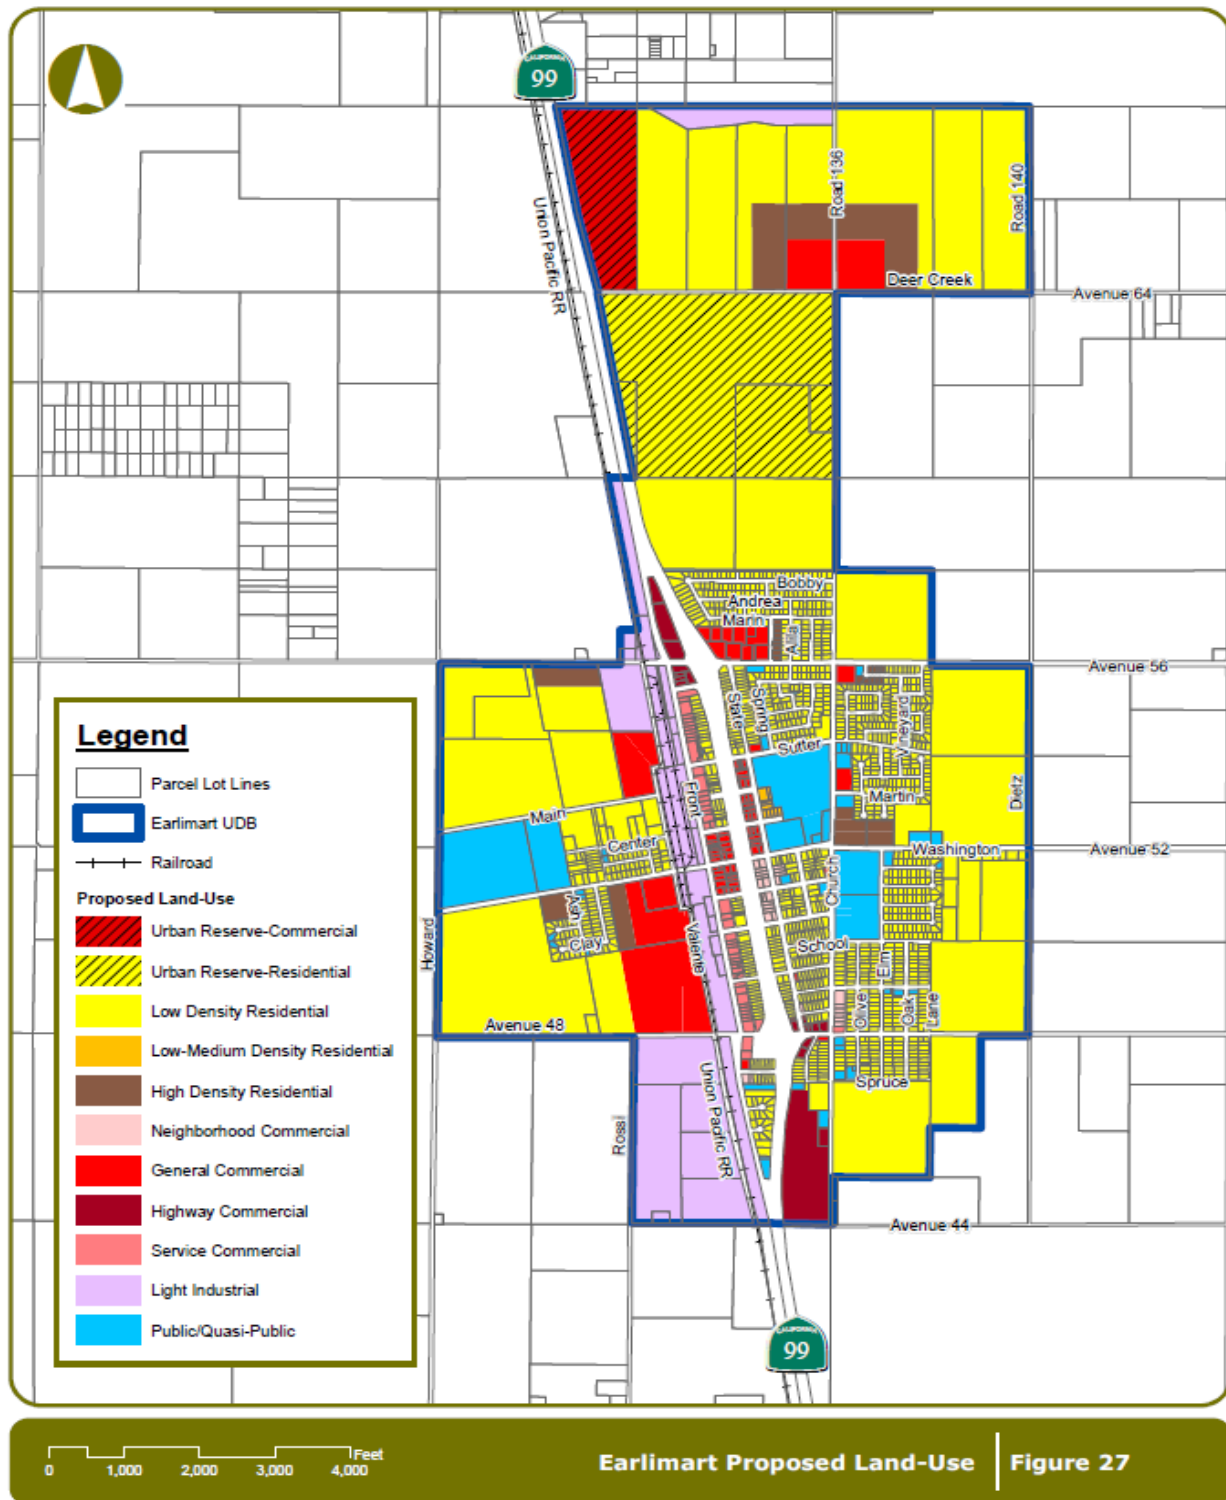 CALIFORNIA
99
Road 136
Road 140
Union Pacific RR
Deer Creek
Avenue 64
Bobby
Andrea
Marin
Alila
Avenue 56
State
Spring
Vineyard
Sutter
Front
Dietz
Martin
Main
Center
Washington
Avenue 52
Church
Ash
Clay
Howard
Valente
School
Elm
Olive
Oak
Lane
Avenue 48
Spruce
Union Pacific RR
Rossi
Avenue 44
CALIFORNIA
99
Legend
Parcel Lot Lines
Earlimart UDB
Railroad
Proposed Land-Use
Urban Reserve-Commercial
Urban Reserve-Residential
Low Density Residential
Low-Medium Density Residential
High Density Residential
Neighborhood Commercial
General Commercial
Highway Commercial
Service Commercial
Light Industrial
Public/Quasi-Public
Feet
0 1,000 2,000 3,000 4,000
Earlimart Proposed Land-Use Figure 27